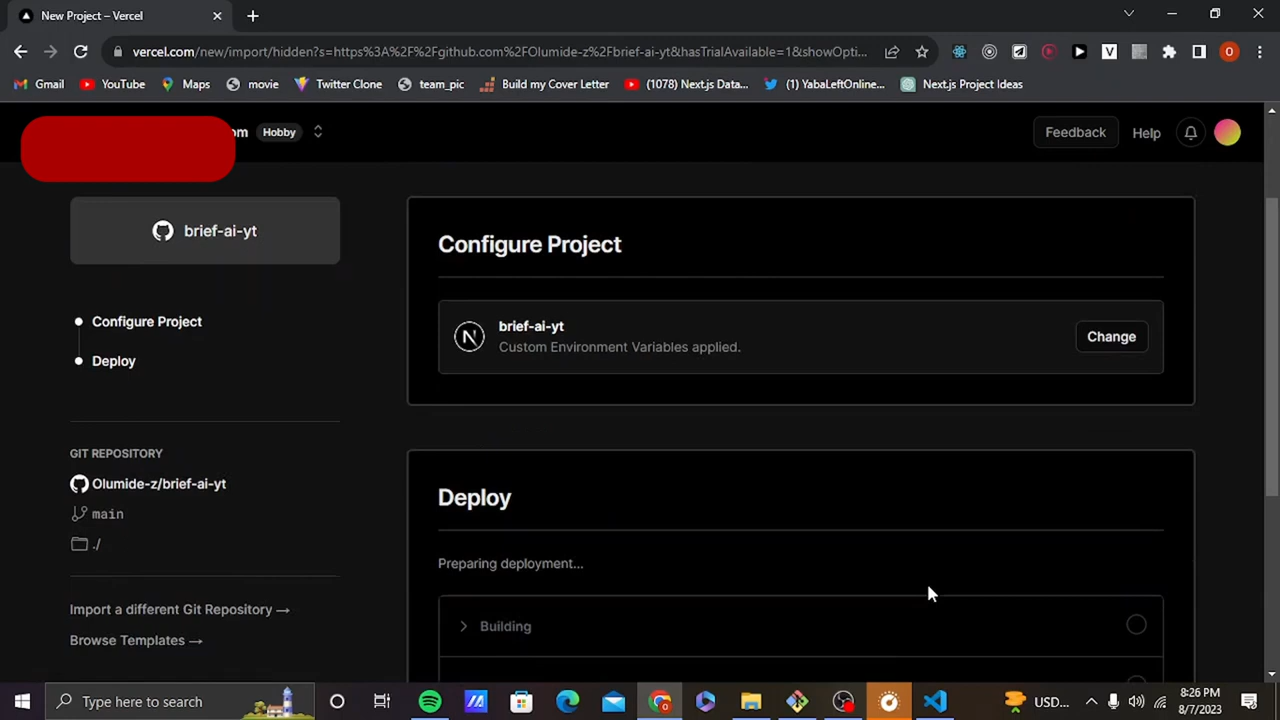 New Project – Vercel
vercel.com/new/import/hidden?s=https%3A%2F%2Fgithub.com%2FOlumide-z%2Fbrief-ai-yt&hasTrialAvailable=1&showOpti...
V
O
Gmail
YouTube
Maps
movie
Twitter Clone
team_pic
Build my Cover Letter
(1078) Next.js Data...
(1) YabaLeftOnline...
Next.js Project Ideas
om
Hobby
Feedback
Help
brief-ai-yt
Configure Project
Deploy
GIT REPOSITORY
Olumide-z/brief-ai-yt
main
./
Import a different Git Repository →
Browse Templates →
Configure Project
N
brief-ai-yt
Custom Environment Variables applied.
Change
Deploy
Preparing deployment...
Building
Type here to search
USD...
8:26 PM
8/7/2023